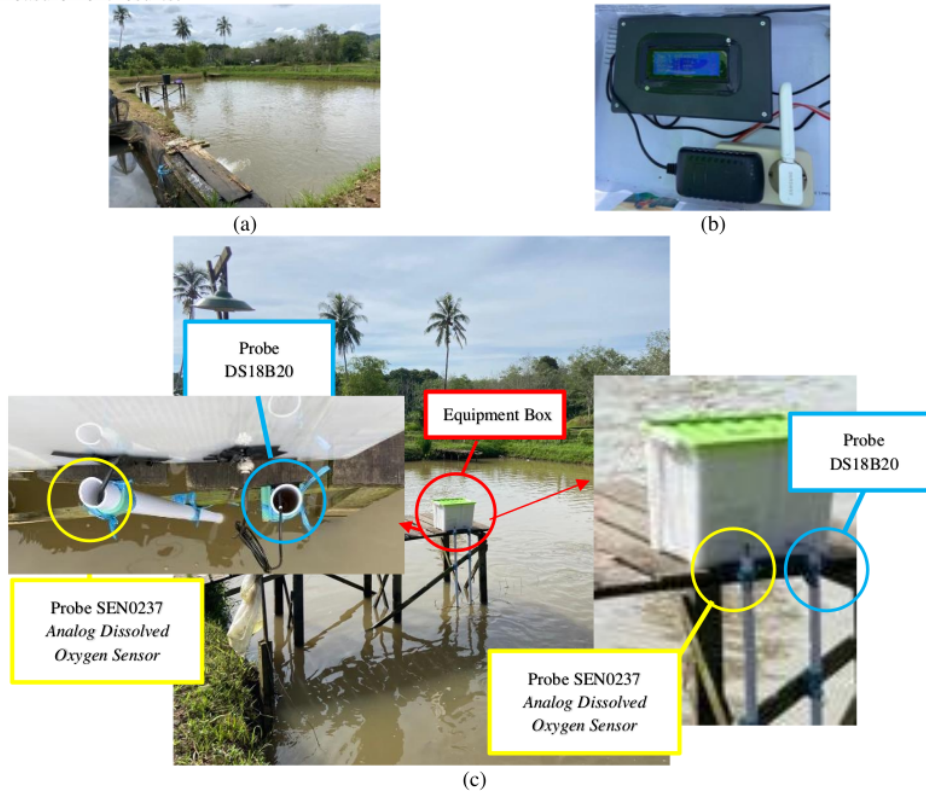 (a)
(b)
Probe
DS18B20
Equipment Box
Probe
DS18B20
Probe SEN0237
Analog Dissolved
Oxygen Sensor
Probe SEN0237
Analog Dissolved
Oxygen Sensor
(c)